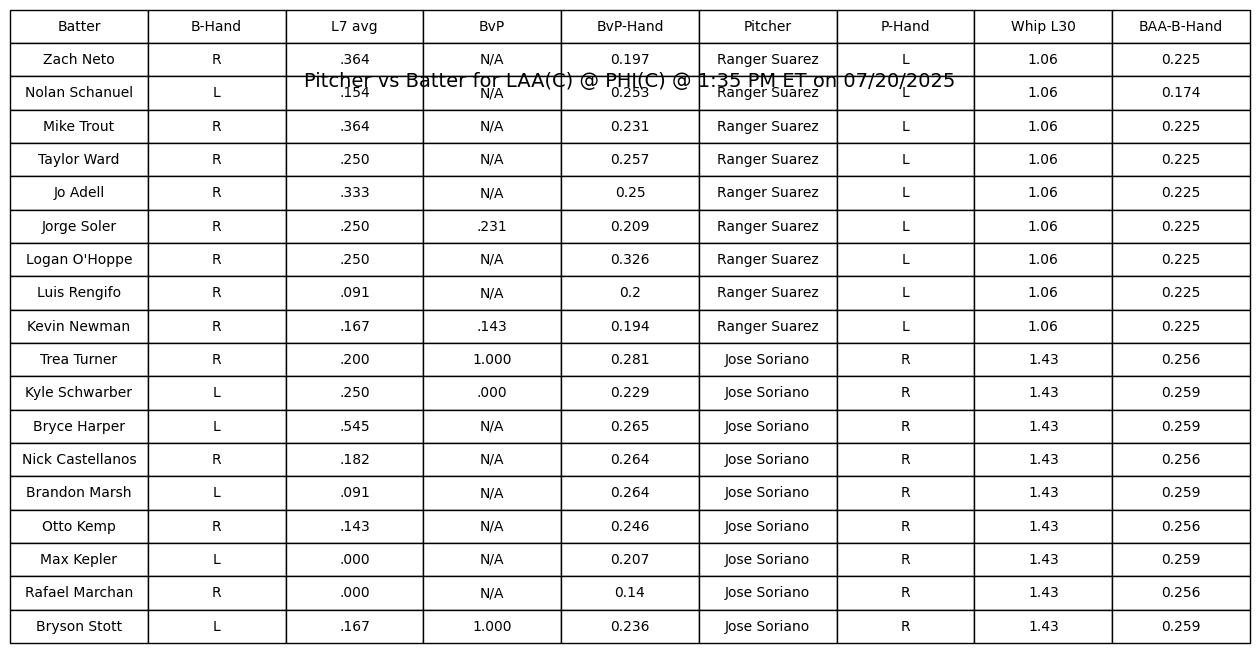 Batter B-Hand L7 avg BvP BvP-Hand Pitcher P-Hand Whip L30 BAA-B-Hand
Zach Neto R .364 N/A 0.197 Ranger Suarez L 1.06 0.225
Pitcher vs Batter for LAA(C) @ PHI(C) @ 1:35 PM ET on 07/20/2025
Nolan Schanuel L .154 N/A 0.253 Ranger Suarez L 1.06 0.174
Mike Trout R .364 N/A 0.231 Ranger Suarez L 1.06 0.225
Taylor Ward R .250 N/A 0.257 Ranger Suarez L 1.06 0.225
Jo Adell R .333 N/A 0.25 Ranger Suarez L 1.06 0.225
Jorge Soler R .250 .231 0.209 Ranger Suarez L 1.06 0.225
Logan O'Hoppe R .250 N/A 0.326 Ranger Suarez L 1.06 0.225
Luis Rengifo R .091 N/A 0.2 Ranger Suarez L 1.06 0.225
Kevin Newman R .167 .143 0.194 Ranger Suarez L 1.06 0.225
Trea Turner R .200 1.000 0.281 Jose Soriano R 1.43 0.256
Kyle Schwarber L .250 .000 0.229 Jose Soriano R 1.43 0.259
Bryce Harper L .545 N/A 0.265 Jose Soriano R 1.43 0.259
Nick Castellanos R .182 N/A 0.264 Jose Soriano R 1.43 0.256
Brandon Marsh L .091 N/A 0.264 Jose Soriano R 1.43 0.259
Otto Kemp R .143 N/A 0.246 Jose Soriano R 1.43 0.256
Max Kepler L .000 N/A 0.207 Jose Soriano R 1.43 0.259
Rafael Marchan R .000 N/A 0.14 Jose Soriano R 1.43 0.256
Bryson Stott L .167 1.000 0.236 Jose Soriano R 1.43 0.259